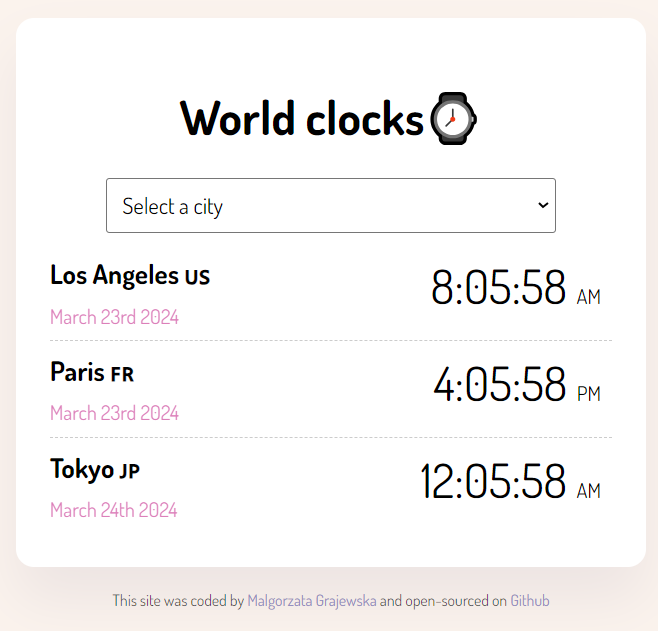 World clocks
Select a city
Los Angeles US
8:05:58 AM
March 23rd 2024
Paris FR
4:05:58 PM
March 23rd 2024
Tokyo JP
12:05:58 AM
March 24th 2024
This site was coded by Malgorzata Grajewska and open-sourced on Github